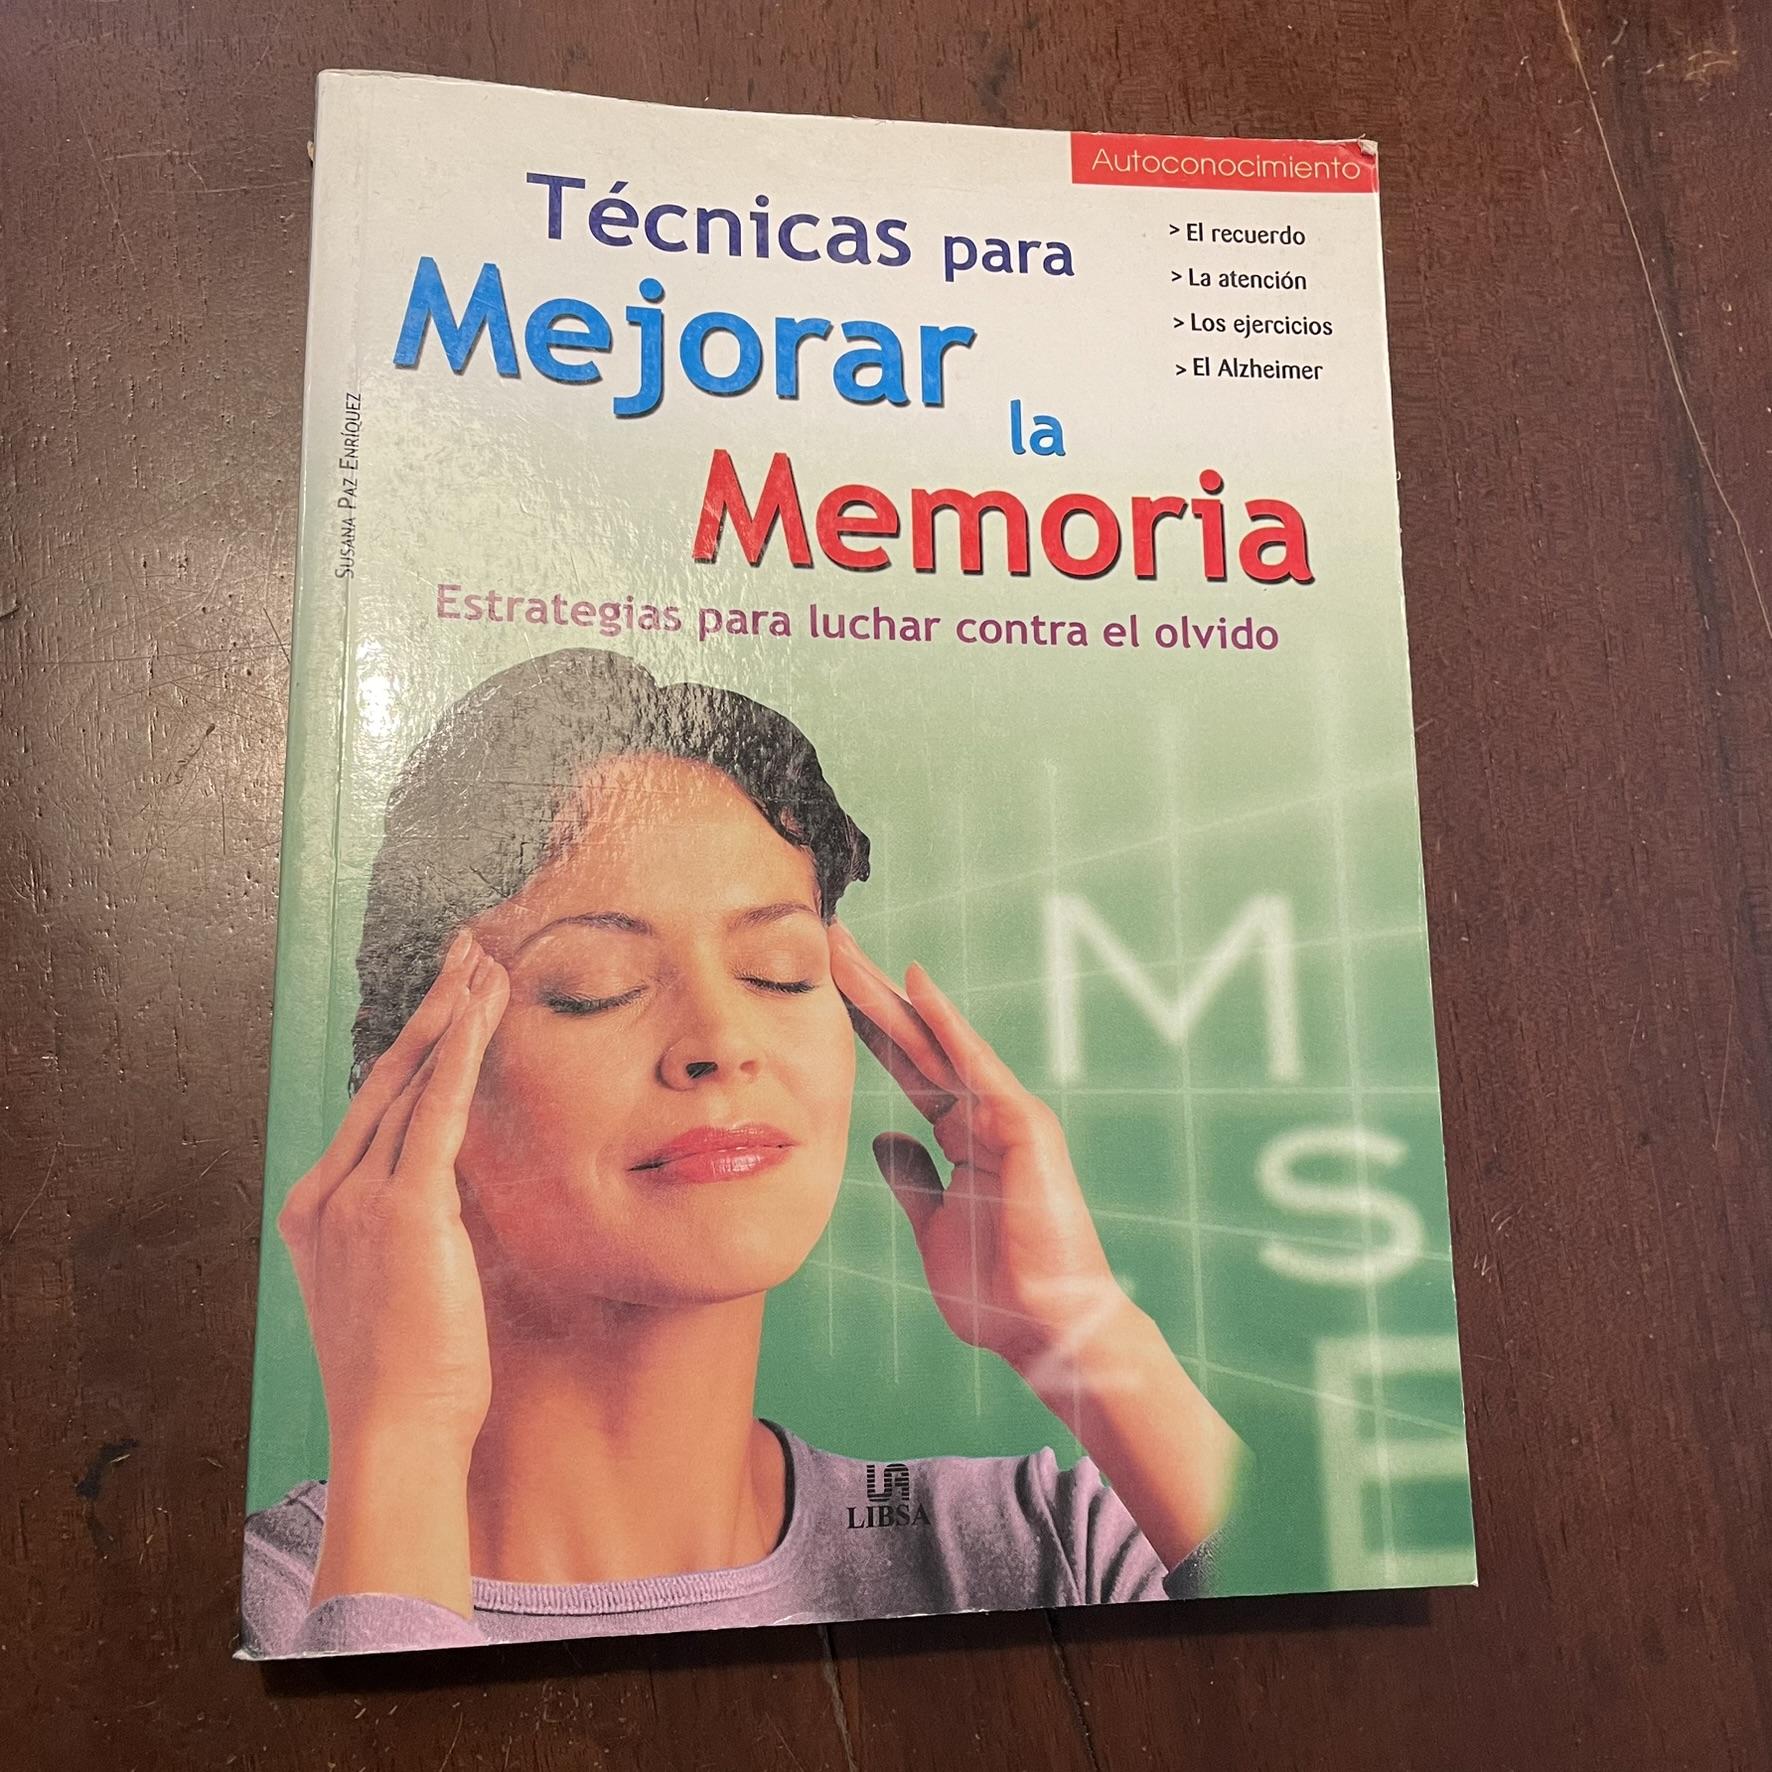 Autoconocimiento
Técnicas para
Mejorar
la
Memoria
> El recuerdo
> La atención
> Los ejercicios
> El Alzheimer
Estrategias para luchar contra el olvido
SUSANA PAZ ENRÍQUEZ
M
S
E
LIBSA